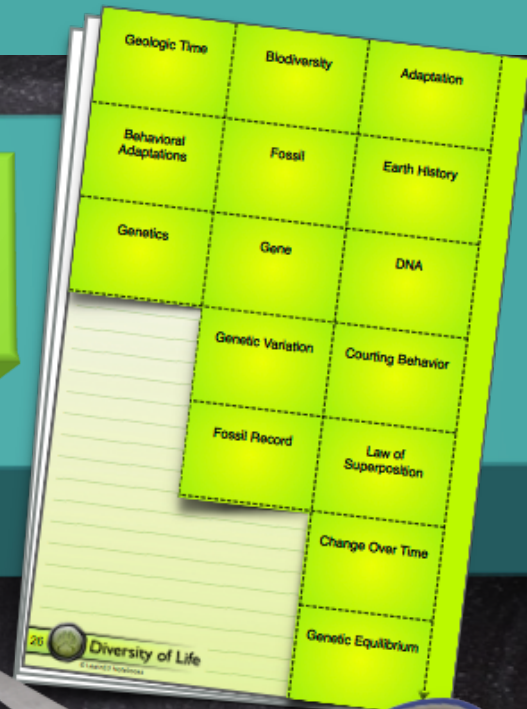 Geologic Time
Biodiversity
Adaptation
Behavioral
Adaptations
Fossil
Earth History
Genetics
Gene
DNA
Genetic Variation
Courting Behavior
Fossil Record
Law of
Superposition
Change Over Time
Genetic Equilibrium
26
Diversity of Life